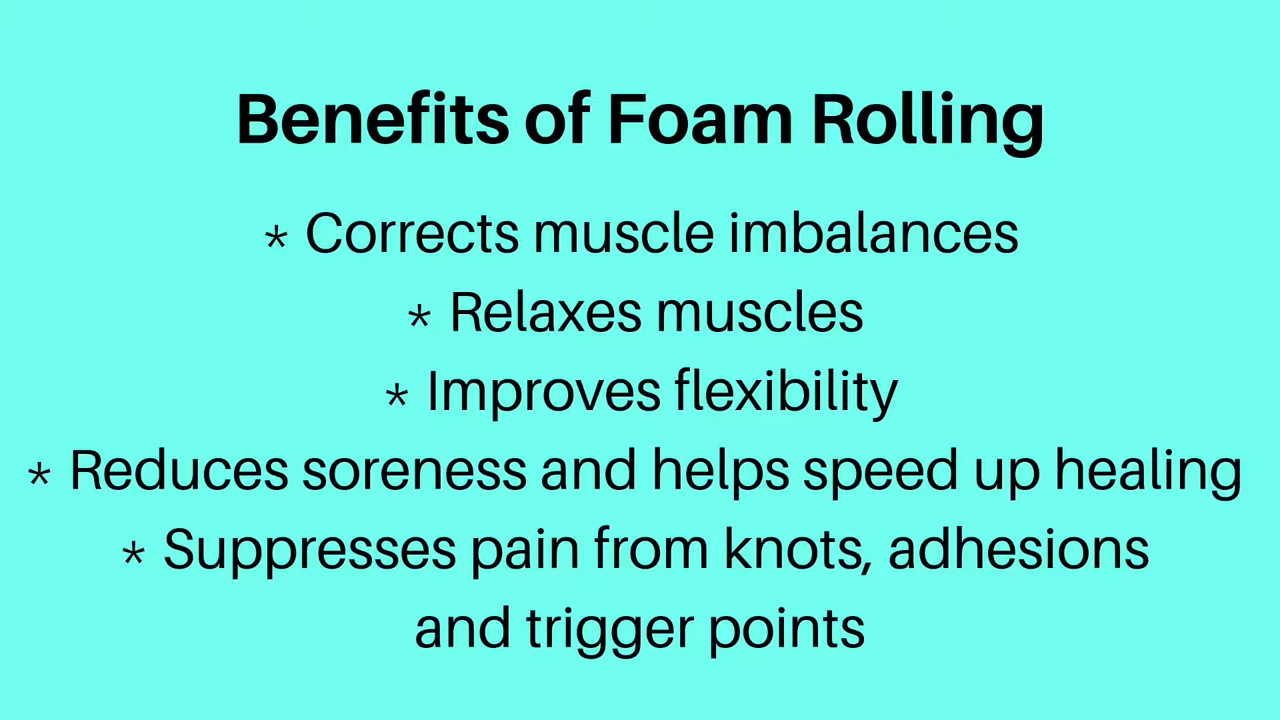 Benefits of Foam Rolling
* Corrects muscle imbalances
* Relaxes muscles
* Improves flexibility
* Reduces soreness and helps speed up healing
* Suppresses pain from knots, adhesions
and trigger points